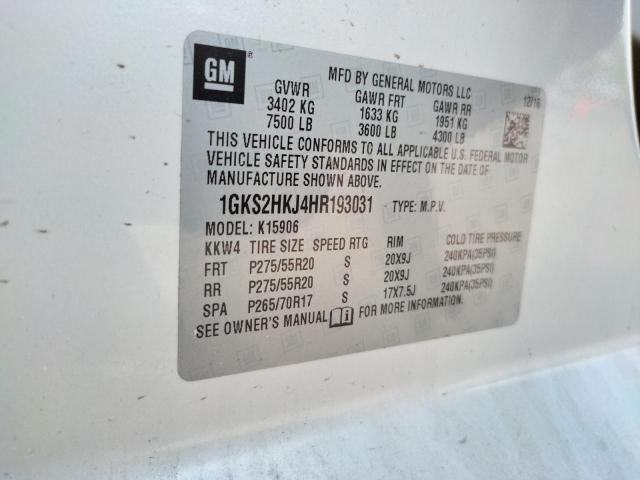 GM ®
MFD BY GENERAL MOTORS LLC
12/16
GVWR GAWR FRT GAWR RR
3402 KG 1633 KG 1951 KG
7500 LB 3600 LB 4300 LB
THIS VEHICLE CONFORMS TO ALL APPLICABLE U.S. FEDERAL MOTOR
VEHICLE SAFETY STANDARDS IN EFFECT ON THE DATE OF
MANUFACTURE SHOWN ABOVE.
1GKS2HKJ4HR193031 TYPE: M.P.V.
MODEL: K15906
KKW4 TIRE SIZE SPEED RTG RIM COLD TIRE PRESSURE
FRT P275/55R20 S 20X9J 240KPA(35PSI)
RR P275/55R20 S 20X9J 240KPA(35PSI)
SPA P265/70R17 S 17X7.5J 240KPA(35PSI)
SEE OWNER'S MANUAL FOR MORE INFORMATION.